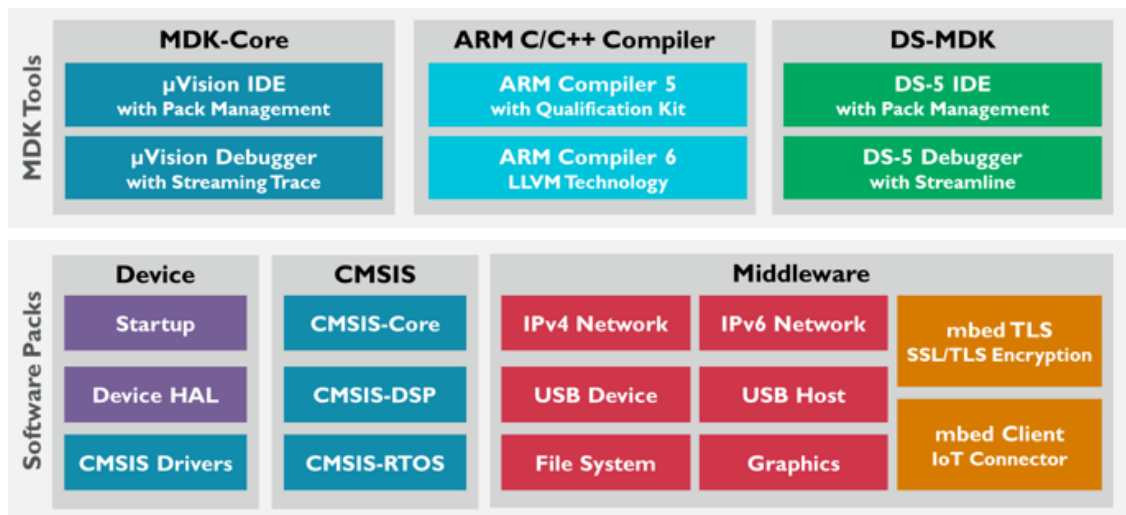 MDK Tools
MDK-Core
µVision IDE
with Pack Management
µVision Debugger
with Streaming Trace
ARM C/C++ Compiler
ARM Compiler 5
with Qualification Kit
ARM Compiler 6
LLVM Technology
DS-MDK
DS-5 IDE
with Pack Management
DS-5 Debugger
with Streamline
Software Packs
Device
Startup
Device HAL
CMSIS Drivers
CMSIS
CMSIS-Core
CMSIS-DSP
CMSIS-RTOS
Middleware
IPv4 Network
IPv6 Network
USB Device
USB Host
File System
Graphics
mbed TLS
SSL/TLS Encryption
mbed Client
IoT Connector